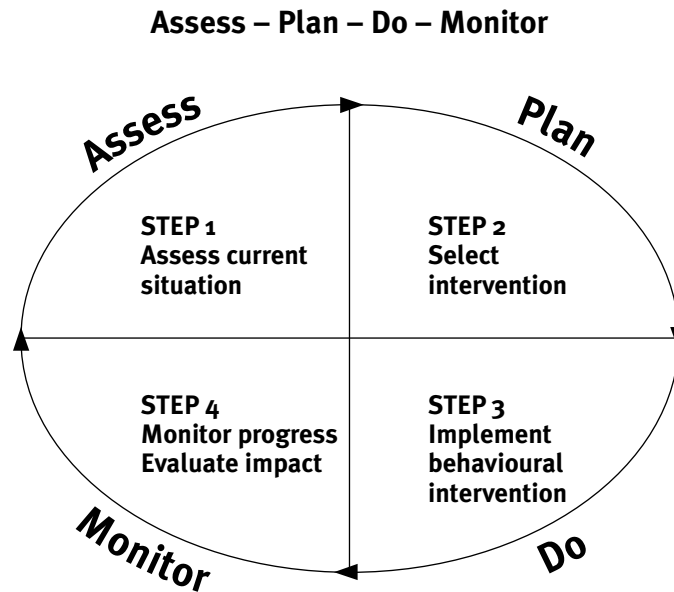 Assess – Plan – Do – Monitor
Assess
Plan
STEP 1
Assess current
situation
STEP 2
Select
intervention
STEP 4
Monitor progress
Evaluate impact
STEP 3
Implement
behavioural
intervention
Monitor
Do